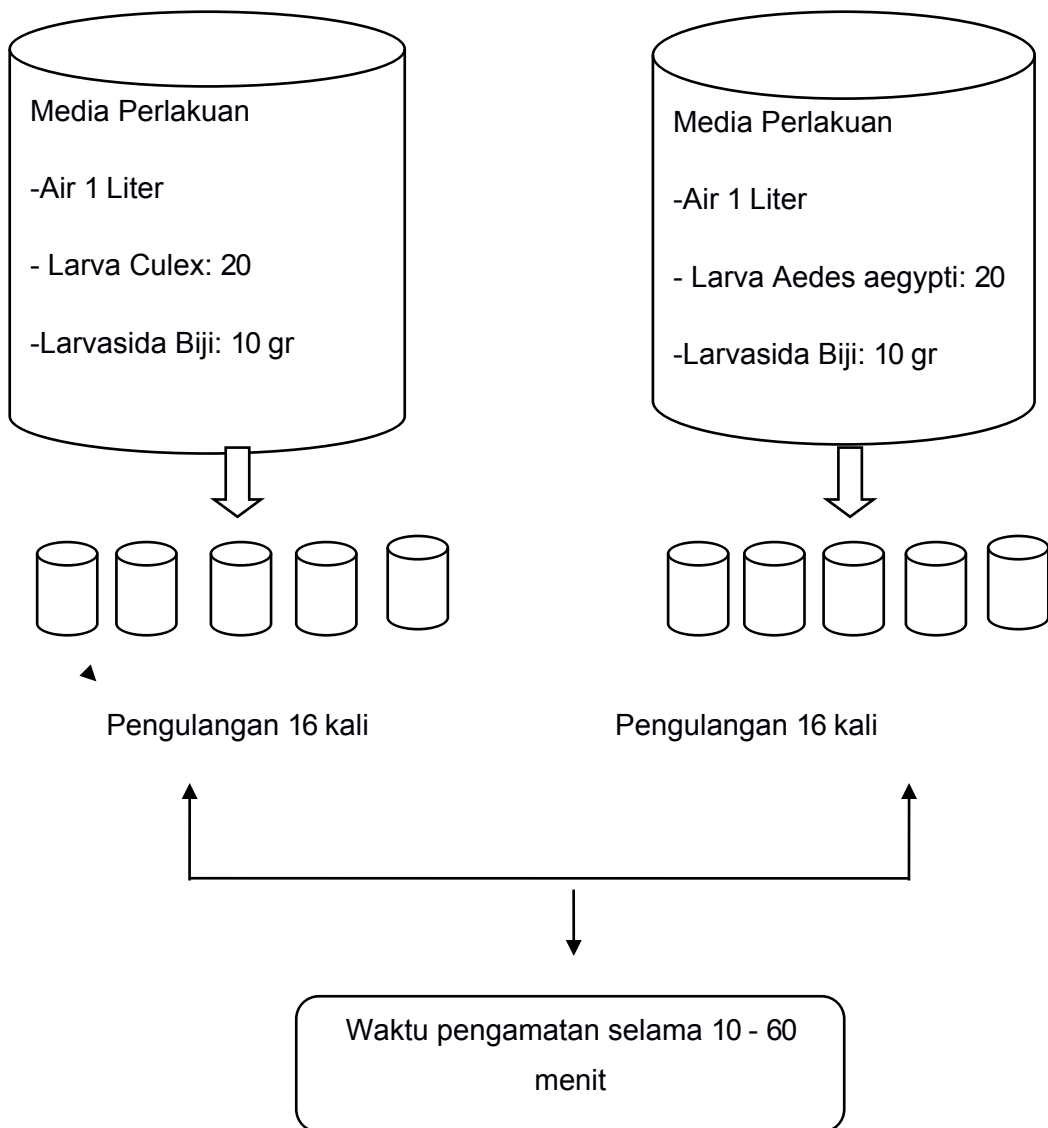 Media Perlakuan
-Air 1 Liter
- Larva Culex: 20
-Larvasida Biji: 10 gr
Media Perlakuan
-Air 1 Liter
- Larva Aedes aegypti: 20
-Larvasida Biji: 10 gr
Pengulangan 16 kali
Pengulangan 16 kali
Waktu pengamatan selama 10 - 60
menit